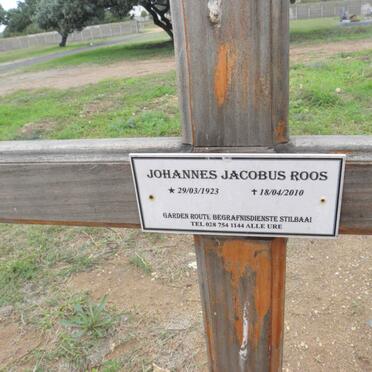 JOHANNES JACOBUS ROOS
★ 29/03/1923 ✝ 18/04/2010
GARDEN ROUTE BEGRAFNISDIENSTE STILBAAI
TEL 028 754 1144 ALLE URE